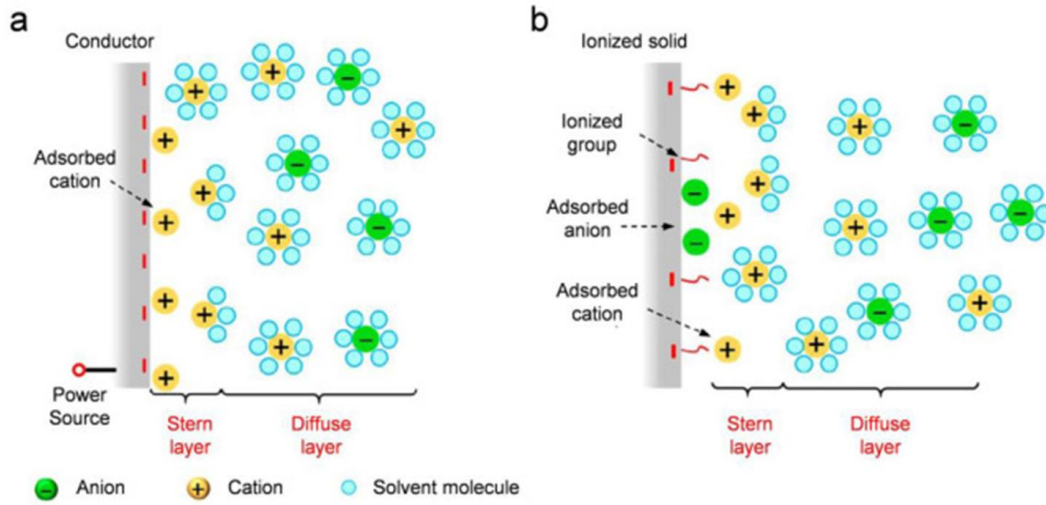 a
Conductor
Adsorbed
cation
Power
Source
Stern
layer
Diffuse
layer
b
Ionized solid
Ionized
group
Adsorbed
anion
Adsorbed
cation
Stern
layer
Diffuse
layer
Anion
Cation
Solvent molecule